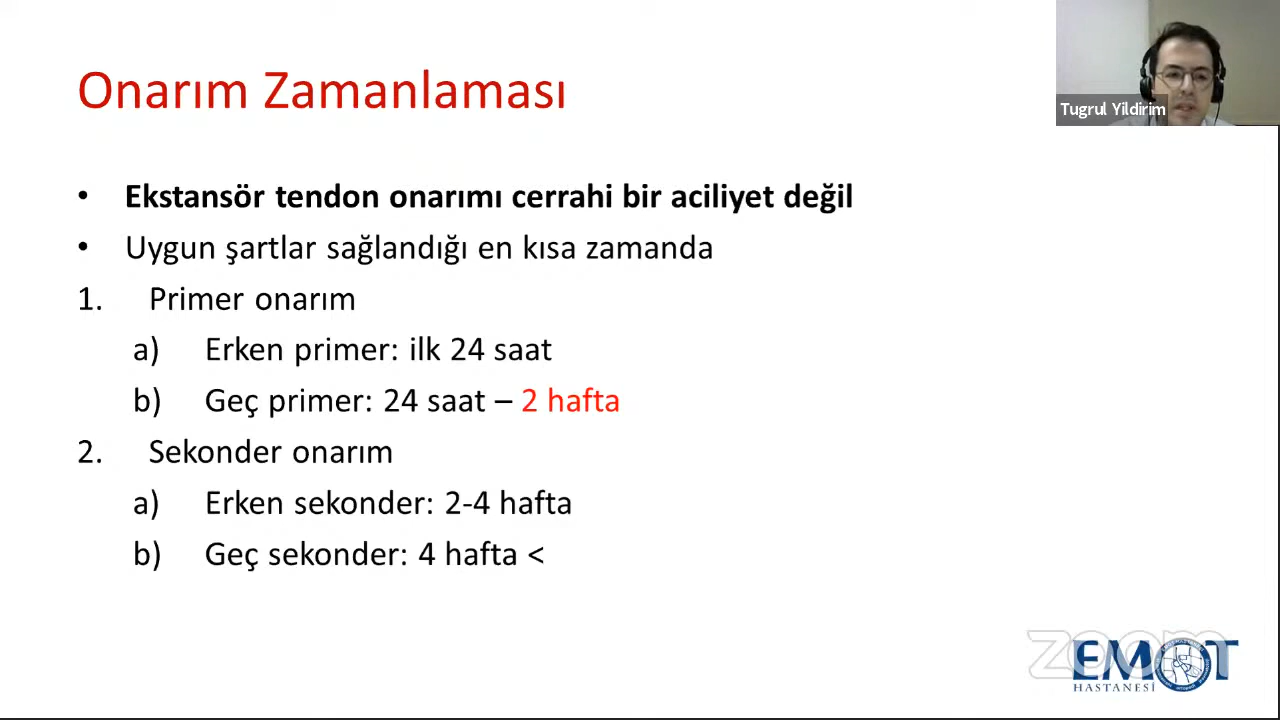 Onarım Zamanlaması
Tugrul Yildirim
• Ekstansör tendon onarımı cerrahi bir aciliyet değil
• Uygun şartlar sağlandığı en kısa zamanda
1. Primer onarım
a) Erken primer: ilk 24 saat
b) Geç primer: 24 saat – 2 hafta
2. Sekonder onarım
a) Erken sekonder: 2-4 hafta
b) Geç sekonder: 4 hafta <
zoom
EMOT
HASTANESİ